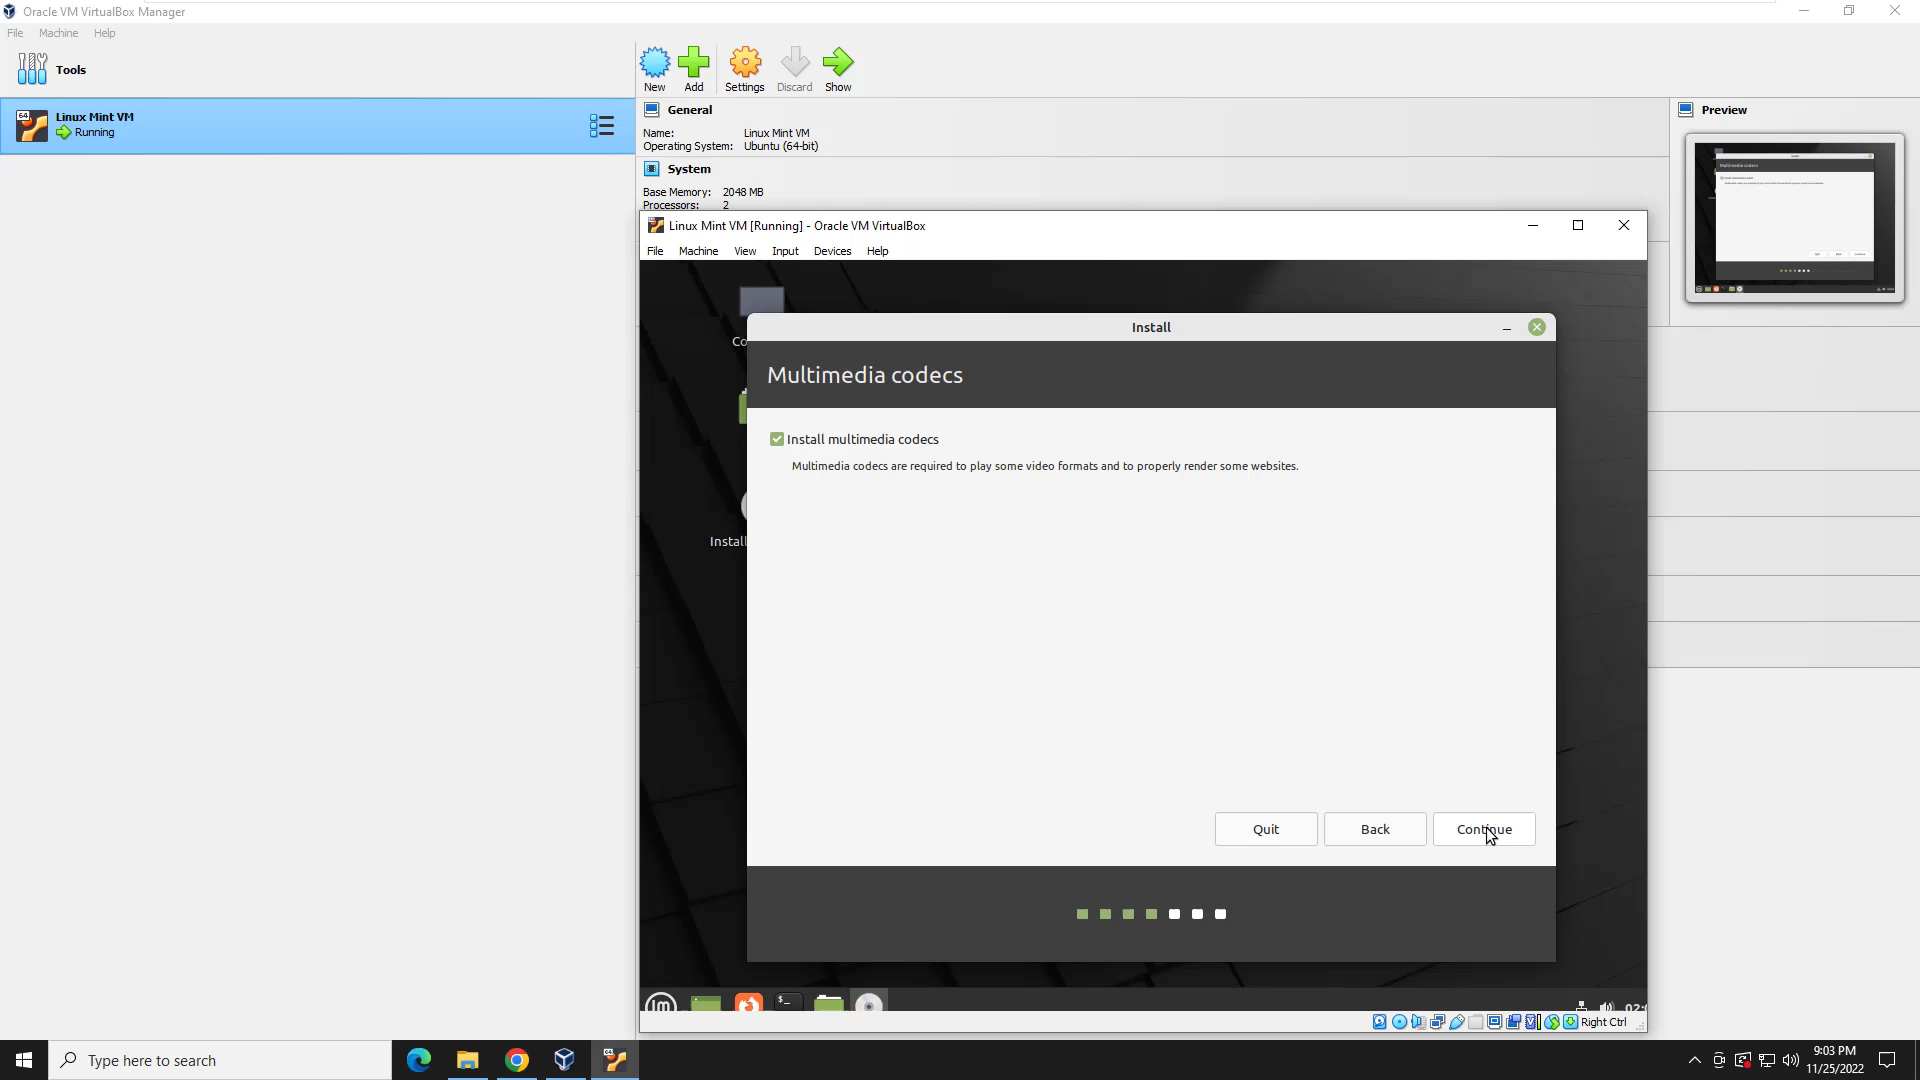 Oracle VM VirtualBox Manager
File Machine Help
Tools
New Add Settings Discard Show
64
Linux Mint VM
Running
General
Name: Linux Mint VM
Operating System: Ubuntu (64-bit)
System
Base Memory: 2048 MB
Processors: 2
Preview
Linux Mint VM [Running] - Oracle VM VirtualBox
File Machine View Input Devices Help
Install
Multimedia codecs
Install multimedia codecs
Multimedia codecs are required to play some video formats and to properly render some websites.
Install
Quit Back Continue
Right Ctrl
Type here to search
9:03 PM
11/25/2022